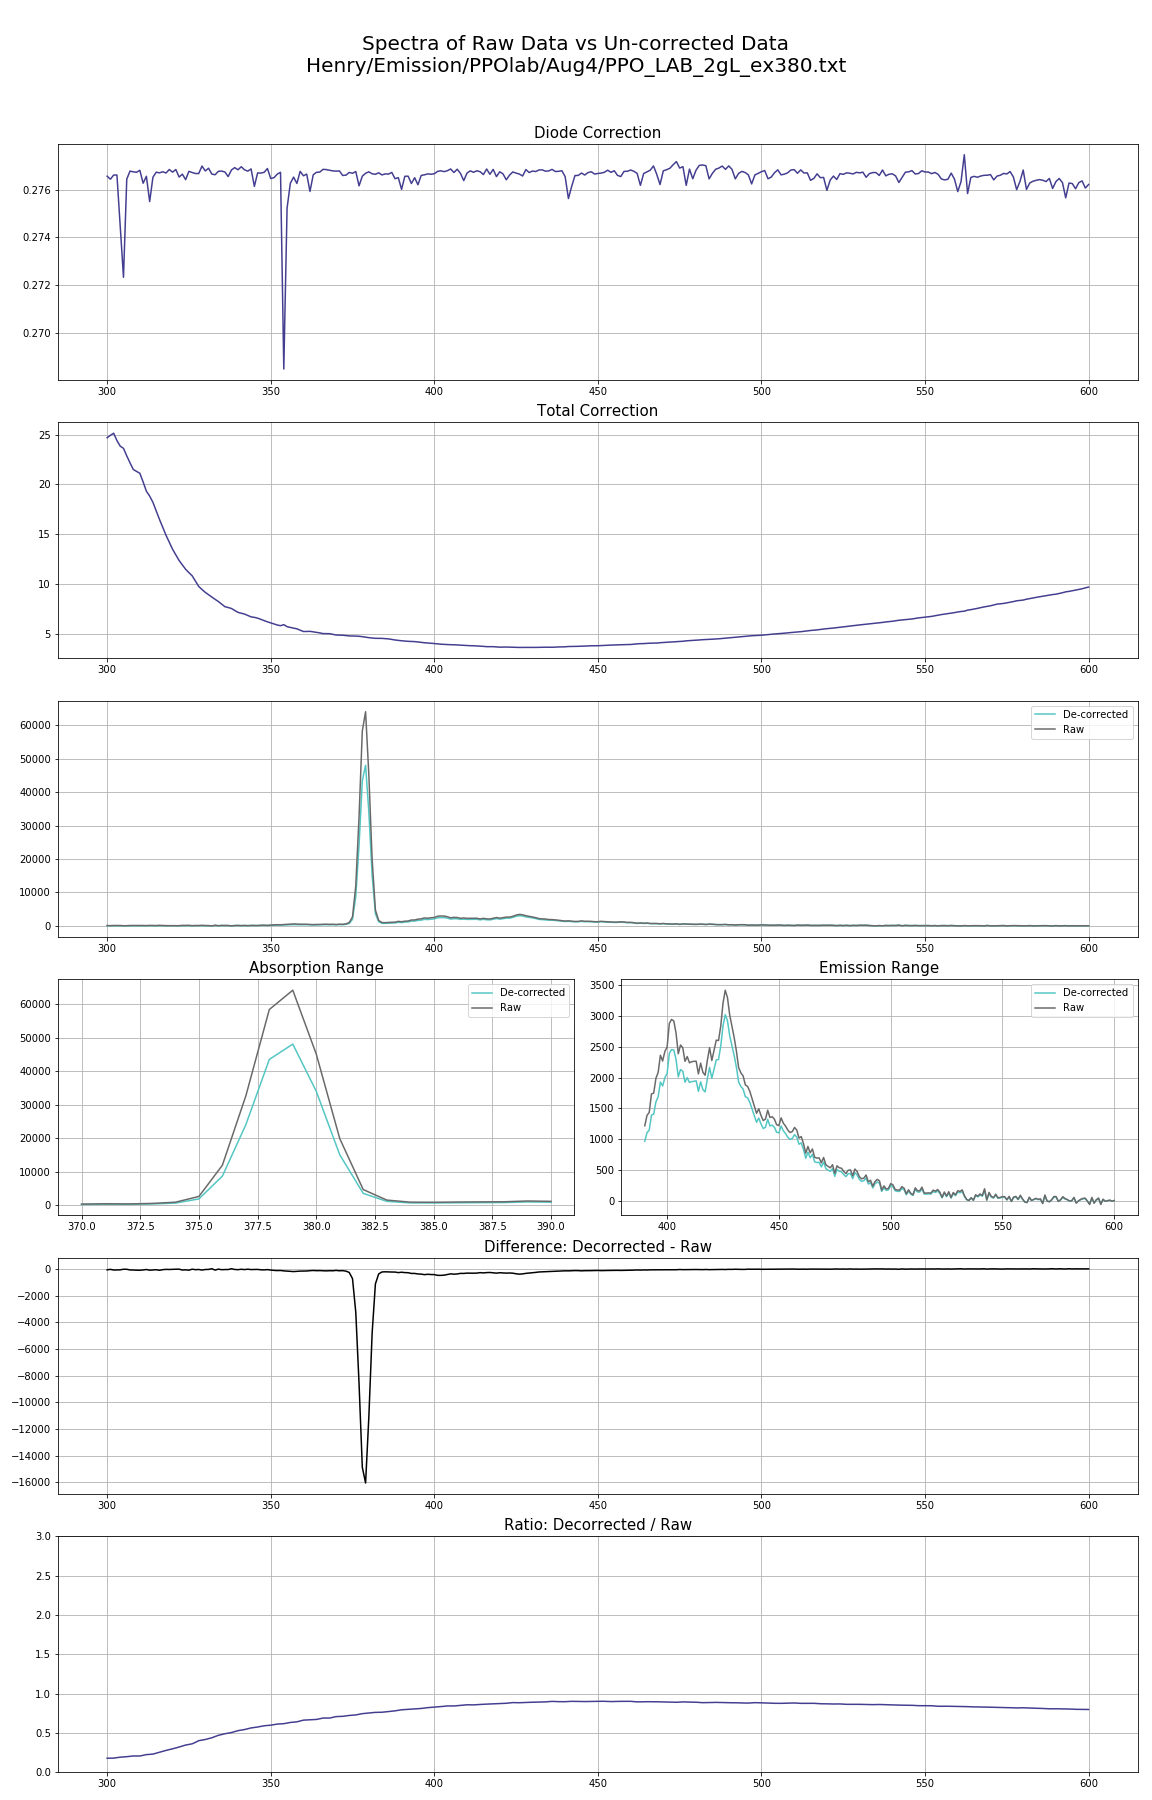 Spectra of Raw Data vs Un-corrected Data
Henry/Emission/PPOlab/Aug4/PPO_LAB_2gL_ex380.txt
Diode Correction
0.276
0.274
0.272
0.270
300 350 400 450 500 550 600
Total Correction
25
20
15
10
5
300 350 400 450 500 550 600
De-corrected
Raw
60000
50000
40000
30000
20000
10000
0
300 350 400 450 500 550 600
Absorption Range
De-corrected
Raw
60000
50000
40000
30000
20000
10000
0
370.0 372.5 375.0 377.5 380.0 382.5 385.0 387.5 390.0
Emission Range
De-corrected
Raw
3500
3000
2500
2000
1500
1000
500
0
400 450 500 550 600
Difference: Decorrected - Raw
0
−2000
−4000
−6000
−8000
−10000
−12000
−14000
−16000
300 350 400 450 500 550 600
Ratio: Decorrected / Raw
3.0
2.5
2.0
1.5
1.0
0.5
0.0
300 350 400 450 500 550 600